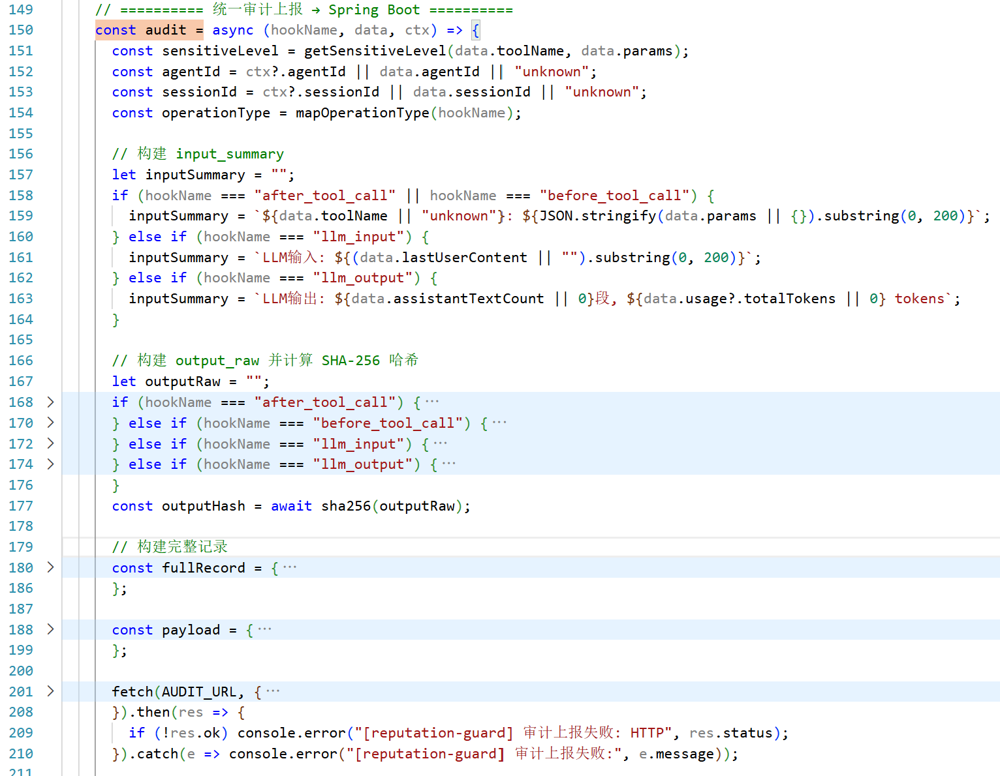 149 // ========== 统一审计上报 → Spring Boot ==========
150 const audit = async (hookName, data, ctx) => {
151 const sensitiveLevel = getSensitiveLevel(data.toolName, data.params);
152 const agentId = ctx?.agentId || data.agentId || "unknown";
153 const sessionId = ctx?.sessionId || data.sessionId || "unknown";
154 const operationType = mapOperationType(hookName);
155
156 // 构建 input_summary
157 let inputSummary = "";
158 if (hookName === "after_tool_call" || hookName === "before_tool_call") {
159 inputSummary = `${data.toolName || "unknown"}: ${JSON.stringify(data.params || {}).substring(0, 200)}`;
160 } else if (hookName === "llm_input") {
161 inputSummary = `LLM输入: ${(data.lastUserContent || "").substring(0, 200)}`;
162 } else if (hookName === "llm_output") {
163 inputSummary = `LLM输出: ${data.assistantTextCount || 0}段, ${data.usage?.totalTokens || 0} tokens`;
164 }
165
166 // 构建 output_raw 并计算 SHA-256 哈希
167 let outputRaw = "";
168 if (hookName === "after_tool_call") {···
170 } else if (hookName === "before_tool_call") {···
172 } else if (hookName === "llm_input") {···
174 } else if (hookName === "llm_output") {···
176 }
177 const outputHash = await sha256(outputRaw);
178
179 // 构建完整记录
180 const fullRecord = {···
186 };
187
188 const payload = {···
199 };
200
201 fetch(AUDIT_URL, {···
208 }).then(res => {
209 if (!res.ok) console.error("[reputation-guard] 审计上报失败: HTTP", res.status);
210 }).catch(e => console.error("[reputation-guard] 审计上报失败:", e.message));
211